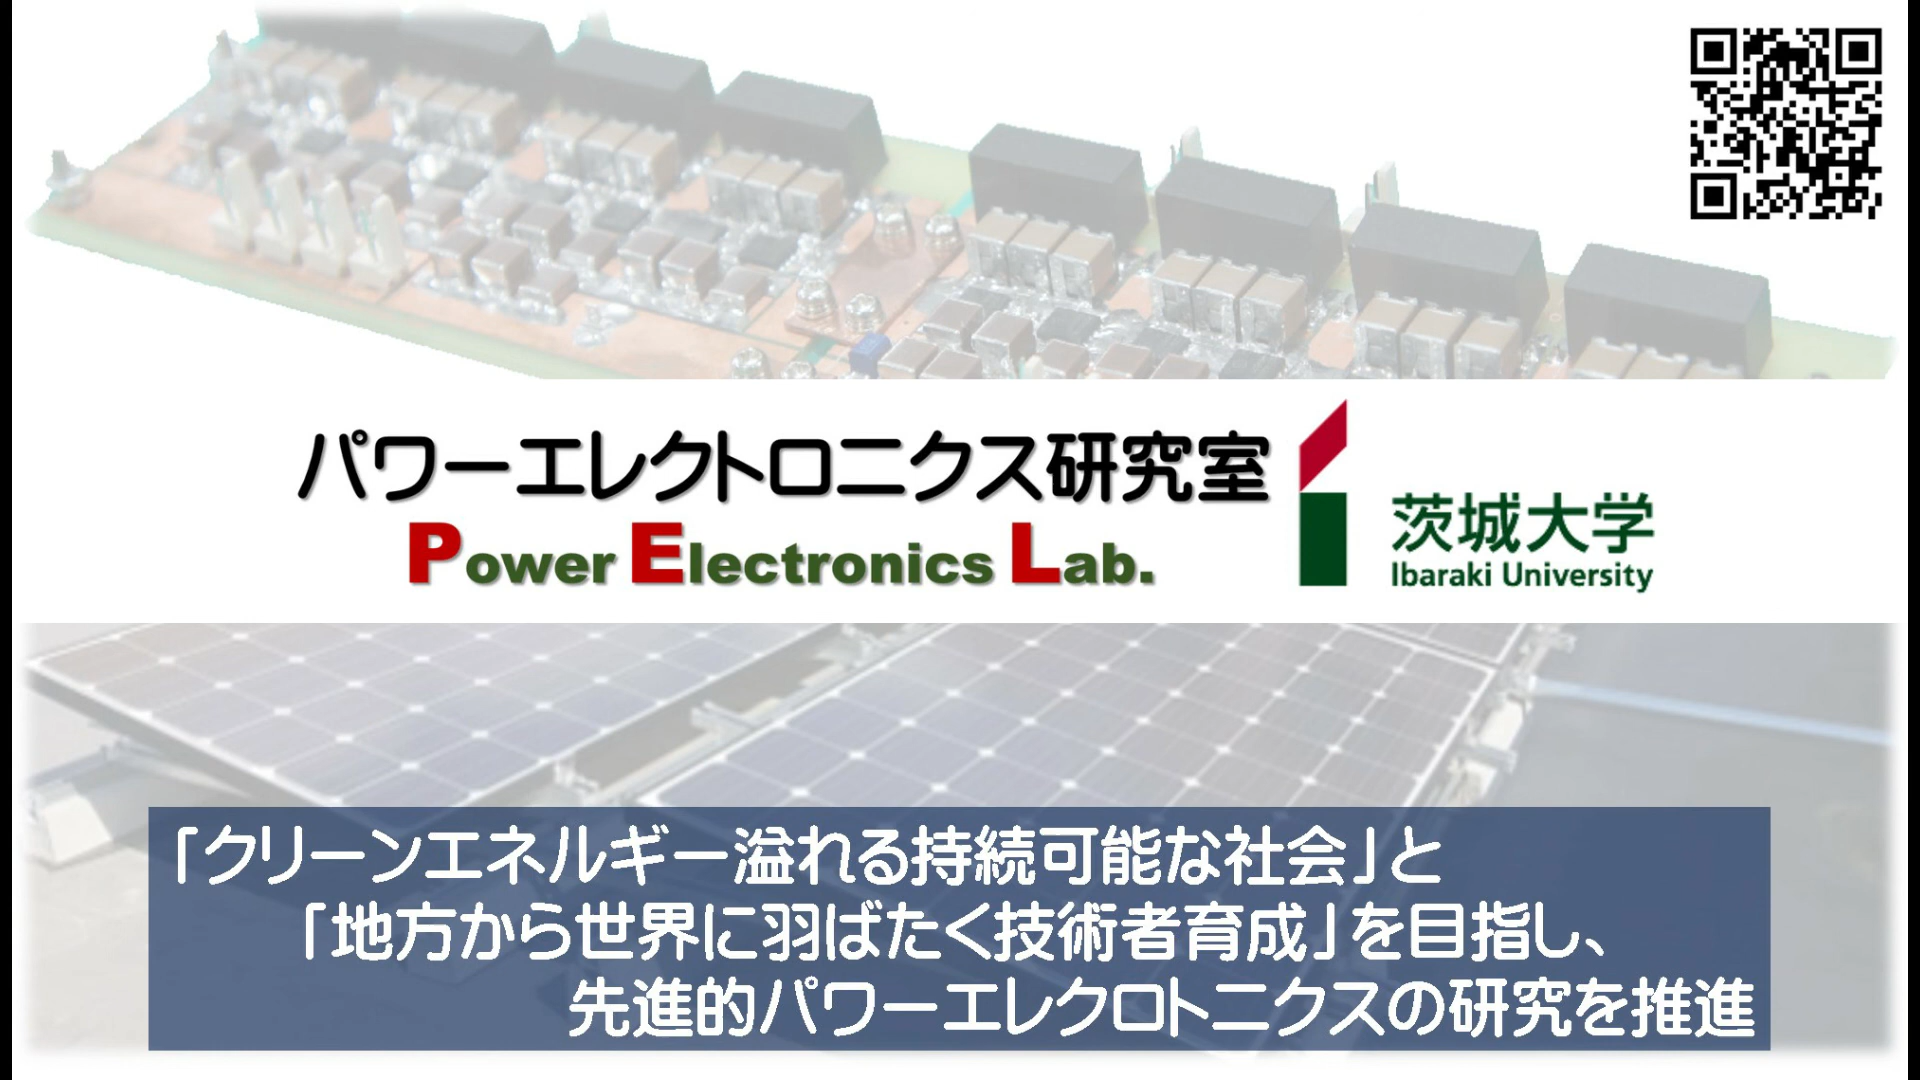 パワーエレクトロニクス研究室
Power Electronics Lab.
茨城大学
Ibaraki University
「クリーンエネルギー溢れる持続可能な社会」と
「地方から世界に羽ばたく技術者育成」を目指し、
先進的パワーエレクロトニクスの研究を推進